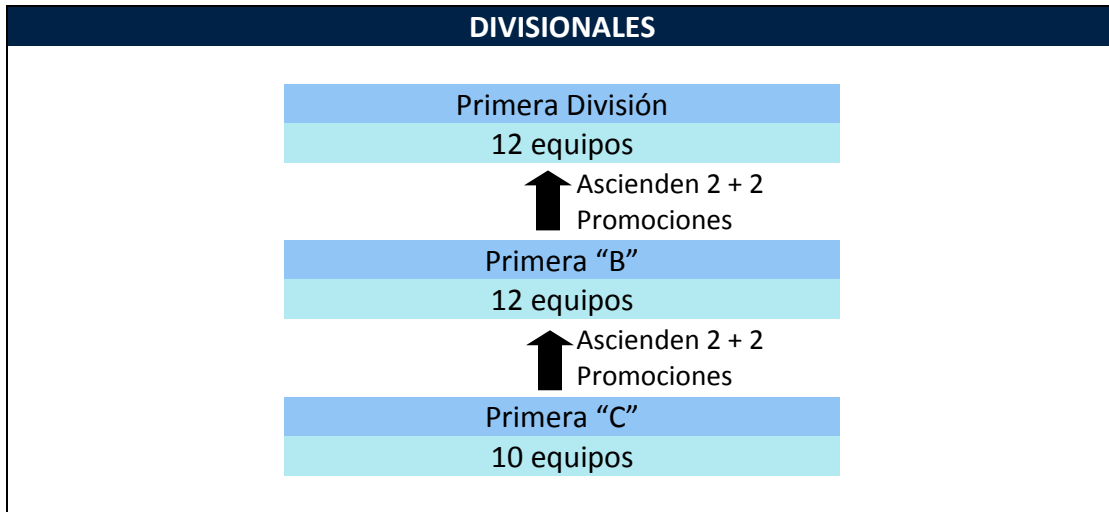 DIVISIONALES
Primera División
12 equipos
Ascienden 2 + 2
Promociones
Primera “B”
12 equipos
Ascienden 2 + 2
Promociones
Primera “C”
10 equipos